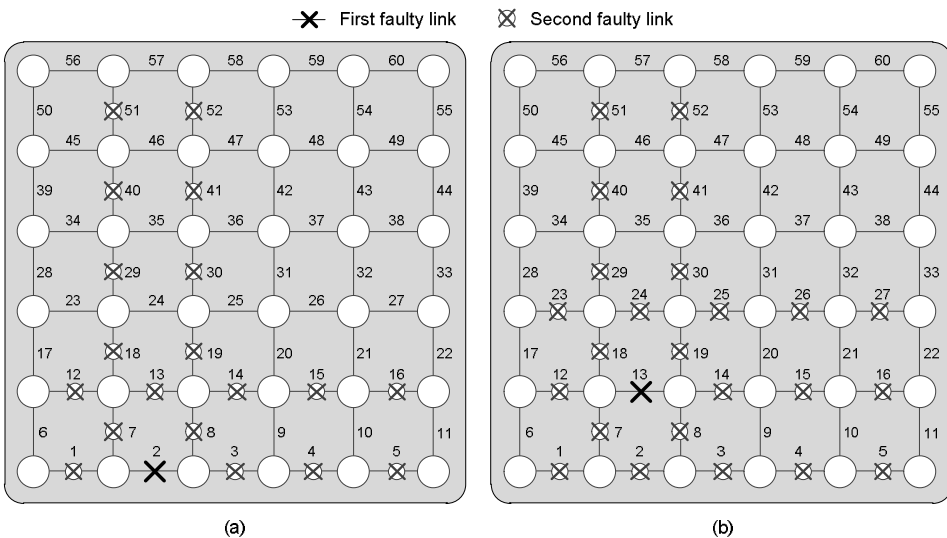 First faulty link Second faulty link
56 57 58 59 60 56 57 58 59 60
50 51 52 53 54 55 50 51 52 53 54 55
45 46 47 48 49 45 46 47 48 49
39 40 41 42 43 44 39 40 41 42 43 44
34 35 36 37 38 34 35 36 37 38
28 29 30 31 32 33 28 29 30 31 32 33
23 24 25 26 27 23 24 25 26 27
17 18 19 20 21 22 17 18 19 20 21 22
12 13 14 15 16 12 13 14 15 16
6 7 8 9 10 11 6 7 8 9 10 11
1 2 3 4 5 1 2 3 4 5
(a) (b)